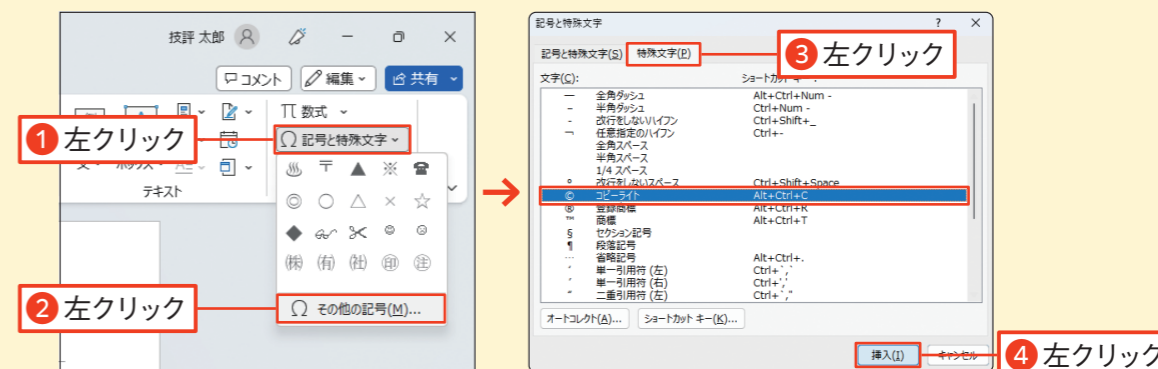 技評 太郎
コメント
編集
共有
数式
❶ 左クリック
記号と特殊文字
テキスト
♨ 〒 ▲ ※ ☎
◎ ○ △ × ☆
㈱ ㈲ ㈳ ㊞ ㊟
❷ 左クリック
Ω その他の記号(M)...
記号と特殊文字 ? ×
記号と特殊文字(S) 特殊文字(P)
❸ 左クリック
文字(C):
— 全角ダッシュ Alt+Ctrl+Num -
– 半角ダッシュ Ctrl+Num -
- 改行をしないハイフン Ctrl+Shift+_
¬ 任意指定のハイフン Ctrl+-
全角スペース
半角スペース
1/4 スペース
° 改行をしないスペース Ctrl+Shift+Space
© コピーライト Alt+Ctrl+C
® 登録商標 Alt+Ctrl+R
™ 商標 Alt+Ctrl+T
§ セクション記号
¶ 段落記号
… 省略記号 Alt+Ctrl+.
‘ 単一引用符 (左) Ctrl+`,`
’ 単一引用符 (右) Ctrl+','
“ 二重引用符 (左) Ctrl+`,"
オートコレクト(A)... ショートカット キー(K)...
挿入(I) キャンセル
❹ 左クリック